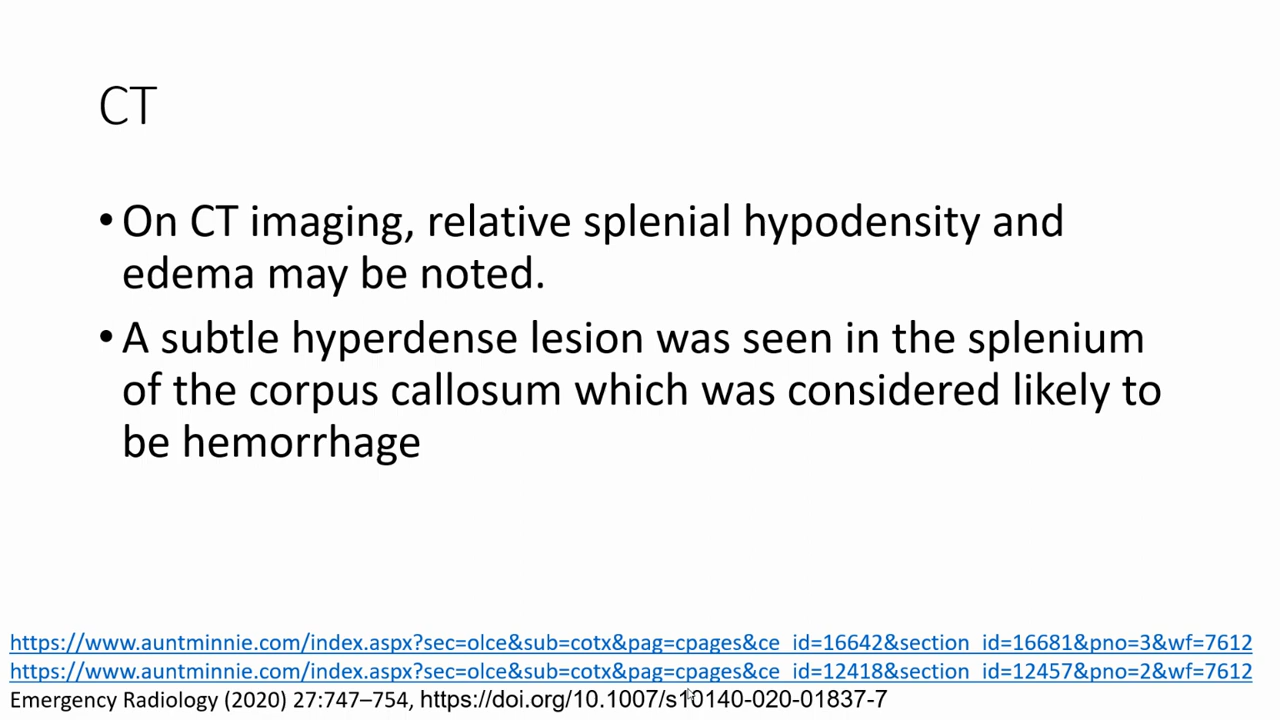 CT
•On CT imaging, relative splenial hypodensity and
edema may be noted.
•A subtle hyperdense lesion was seen in the splenium
of the corpus callosum which was considered likely to
be hemorrhage
https://www.auntminnie.com/index.aspx?sec=olce&sub=cotx&pag=cpages&ce_id=16642&section_id=16681&pno=3&wf=7612
https://www.auntminnie.com/index.aspx?sec=olce&sub=cotx&pag=cpages&ce_id=12418&section_id=12457&pno=2&wf=7612
Emergency Radiology (2020) 27:747–754, https://doi.org/10.1007/s10140-020-01837-7